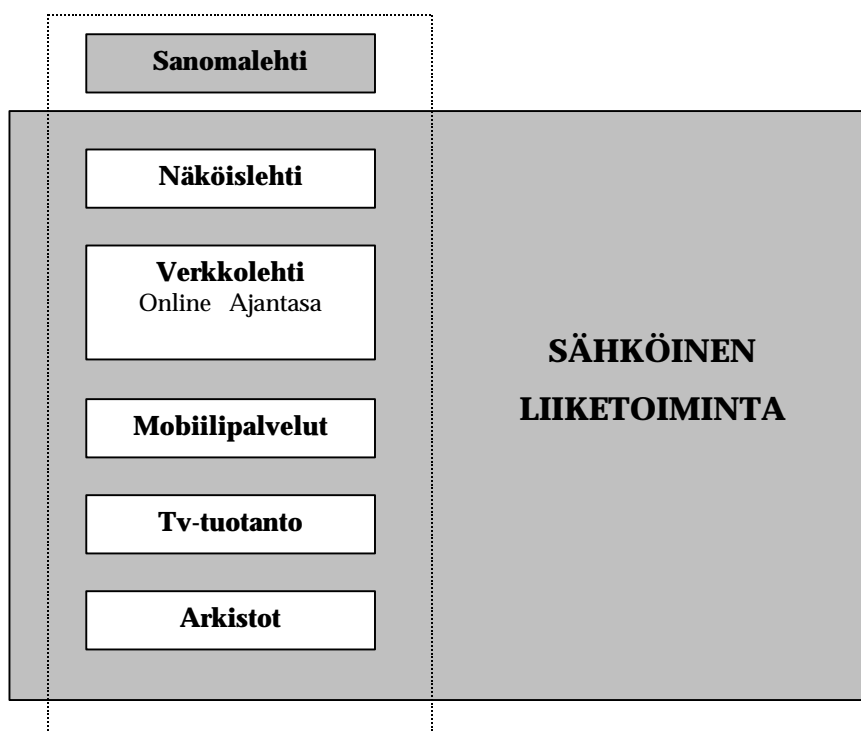 Sanomalehti
Näköislehti
Verkkolehti
Online Ajantasa
Mobiilipalvelut
Tv-tuotanto
Arkistot
SÄHKÖINEN
LIIKETOIMINTA